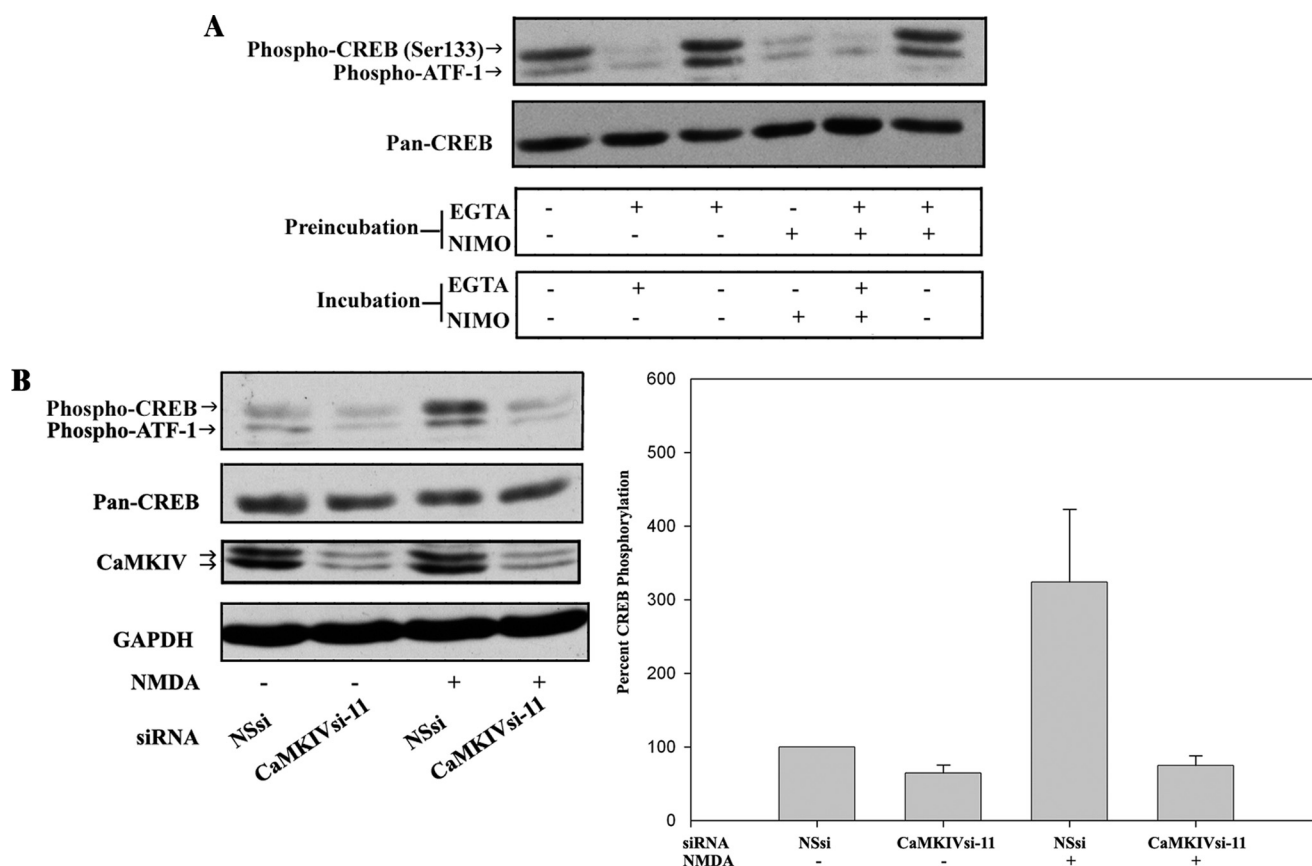 A
Phospho-CREB (Ser133)→
Phospho-ATF-1→
Pan-CREB
Preincubation
EGTA - + + - + +
NIMO - - - + + +
Incubation
EGTA - + - - + -
NIMO - - - + + -
B
Phospho-CREB→
Phospho-ATF-1→
Pan-CREB
CaMKIV →→
GAPDH
NMDA - - + +
siRNA NSsi CaMKIVsi-11 NSsi CaMKIVsi-11
Percent CREB Phosphorylation
600
400
300
200
100
0
siRNA NSsi CaMKIVsi-11 NSsi CaMKIVsi-11
NMDA - - + +